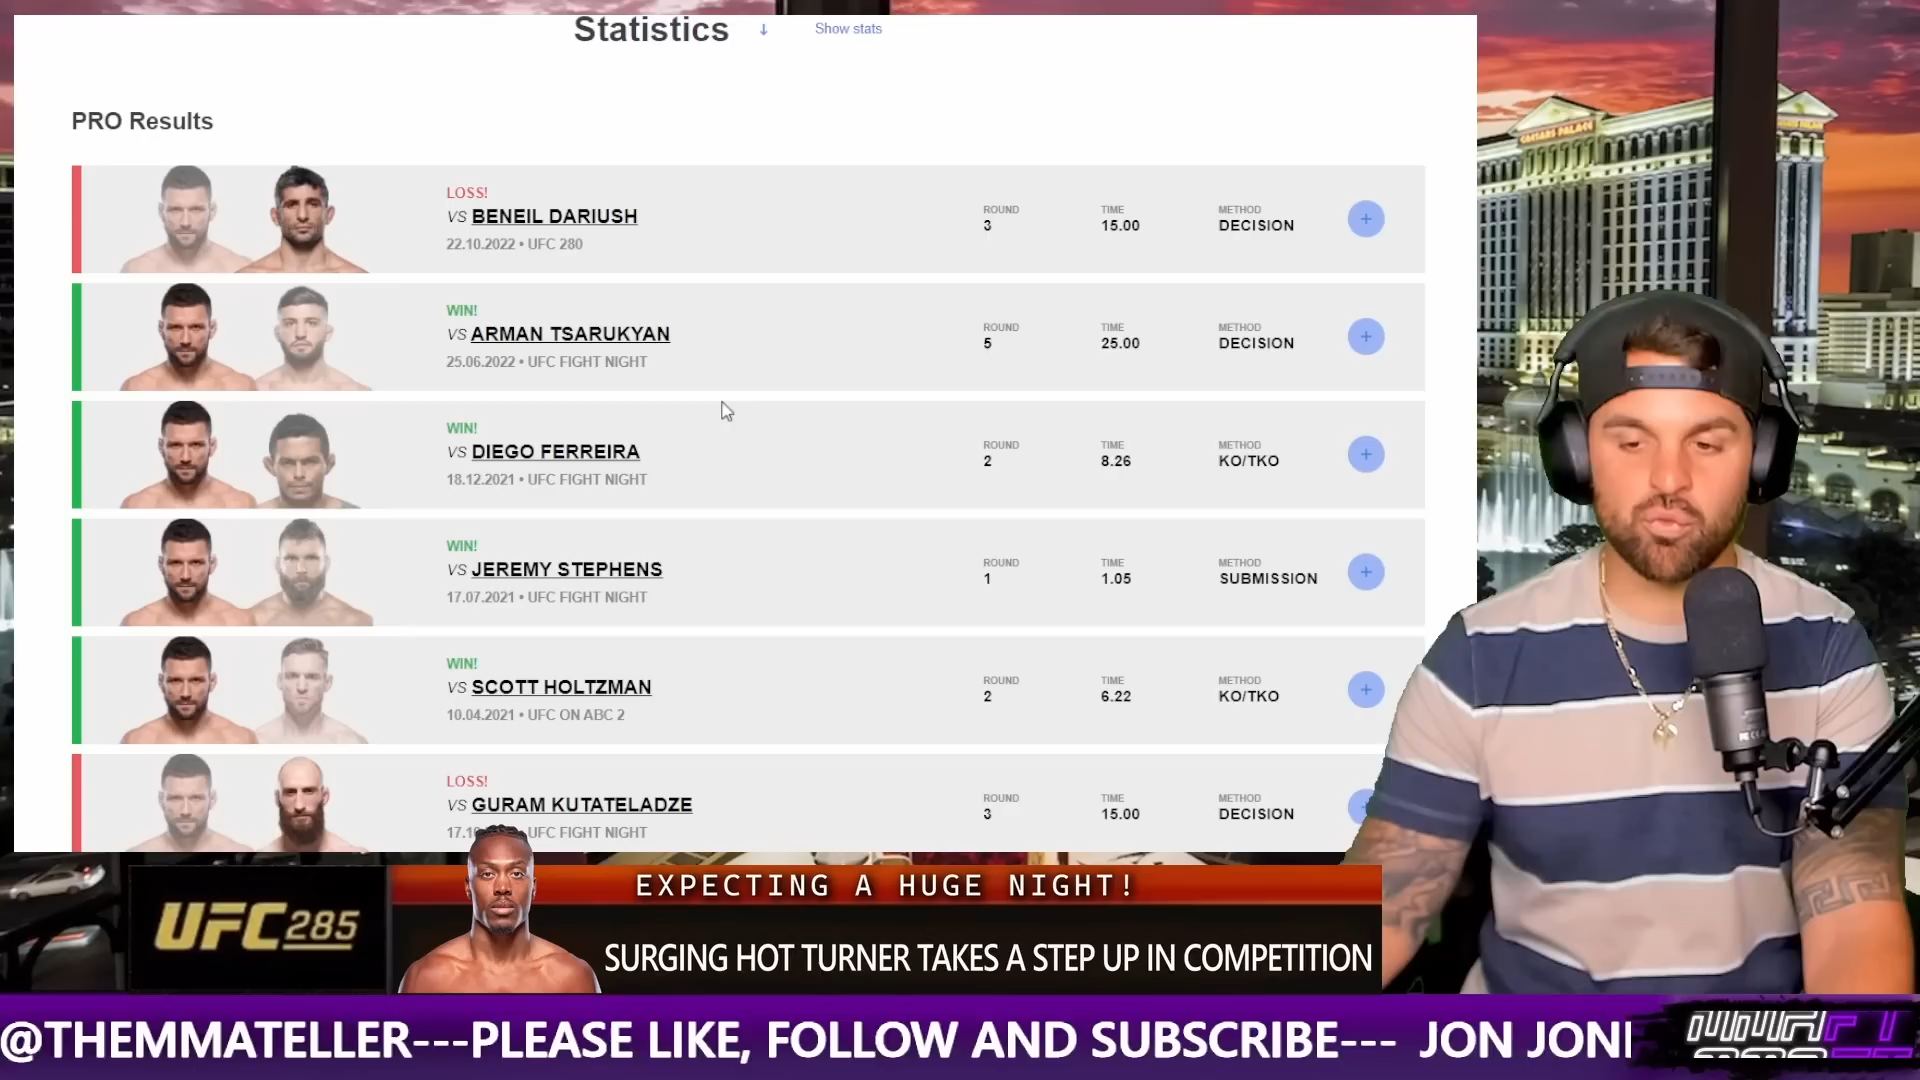 Statistics ↓ Show stats
PRO Results
LOSS!
VS BENEIL DARIUSH
22.10.2022 • UFC 280
ROUND
3
TIME
15.00
METHOD
DECISION
+
WIN!
VS ARMAN TSARUKYAN
25.06.2022 • UFC FIGHT NIGHT
ROUND
5
TIME
25.00
METHOD
DECISION
+
WIN!
VS DIEGO FERREIRA
18.12.2021 • UFC FIGHT NIGHT
ROUND
2
TIME
8.26
METHOD
KO/TKO
+
WIN!
VS JEREMY STEPHENS
17.07.2021 • UFC FIGHT NIGHT
ROUND
1
TIME
1.05
METHOD
SUBMISSION
+
WIN!
VS SCOTT HOLTZMAN
10.04.2021 • UFC ON ABC 2
ROUND
2
TIME
6.22
METHOD
KO/TKO
+
LOSS!
VS GURAM KUTATELADZE
UFC FIGHT NIGHT
ROUND
3
TIME
15.00
METHOD
DECISION
CAESARS PALACE
UFC 285
EXPECTING A HUGE NIGHT!
SURGING HOT TURNER TAKES A STEP UP IN COMPETITION
@THEMMATELLER---PLEASE LIKE, FOLLOW AND SUBSCRIBE--- JON JON